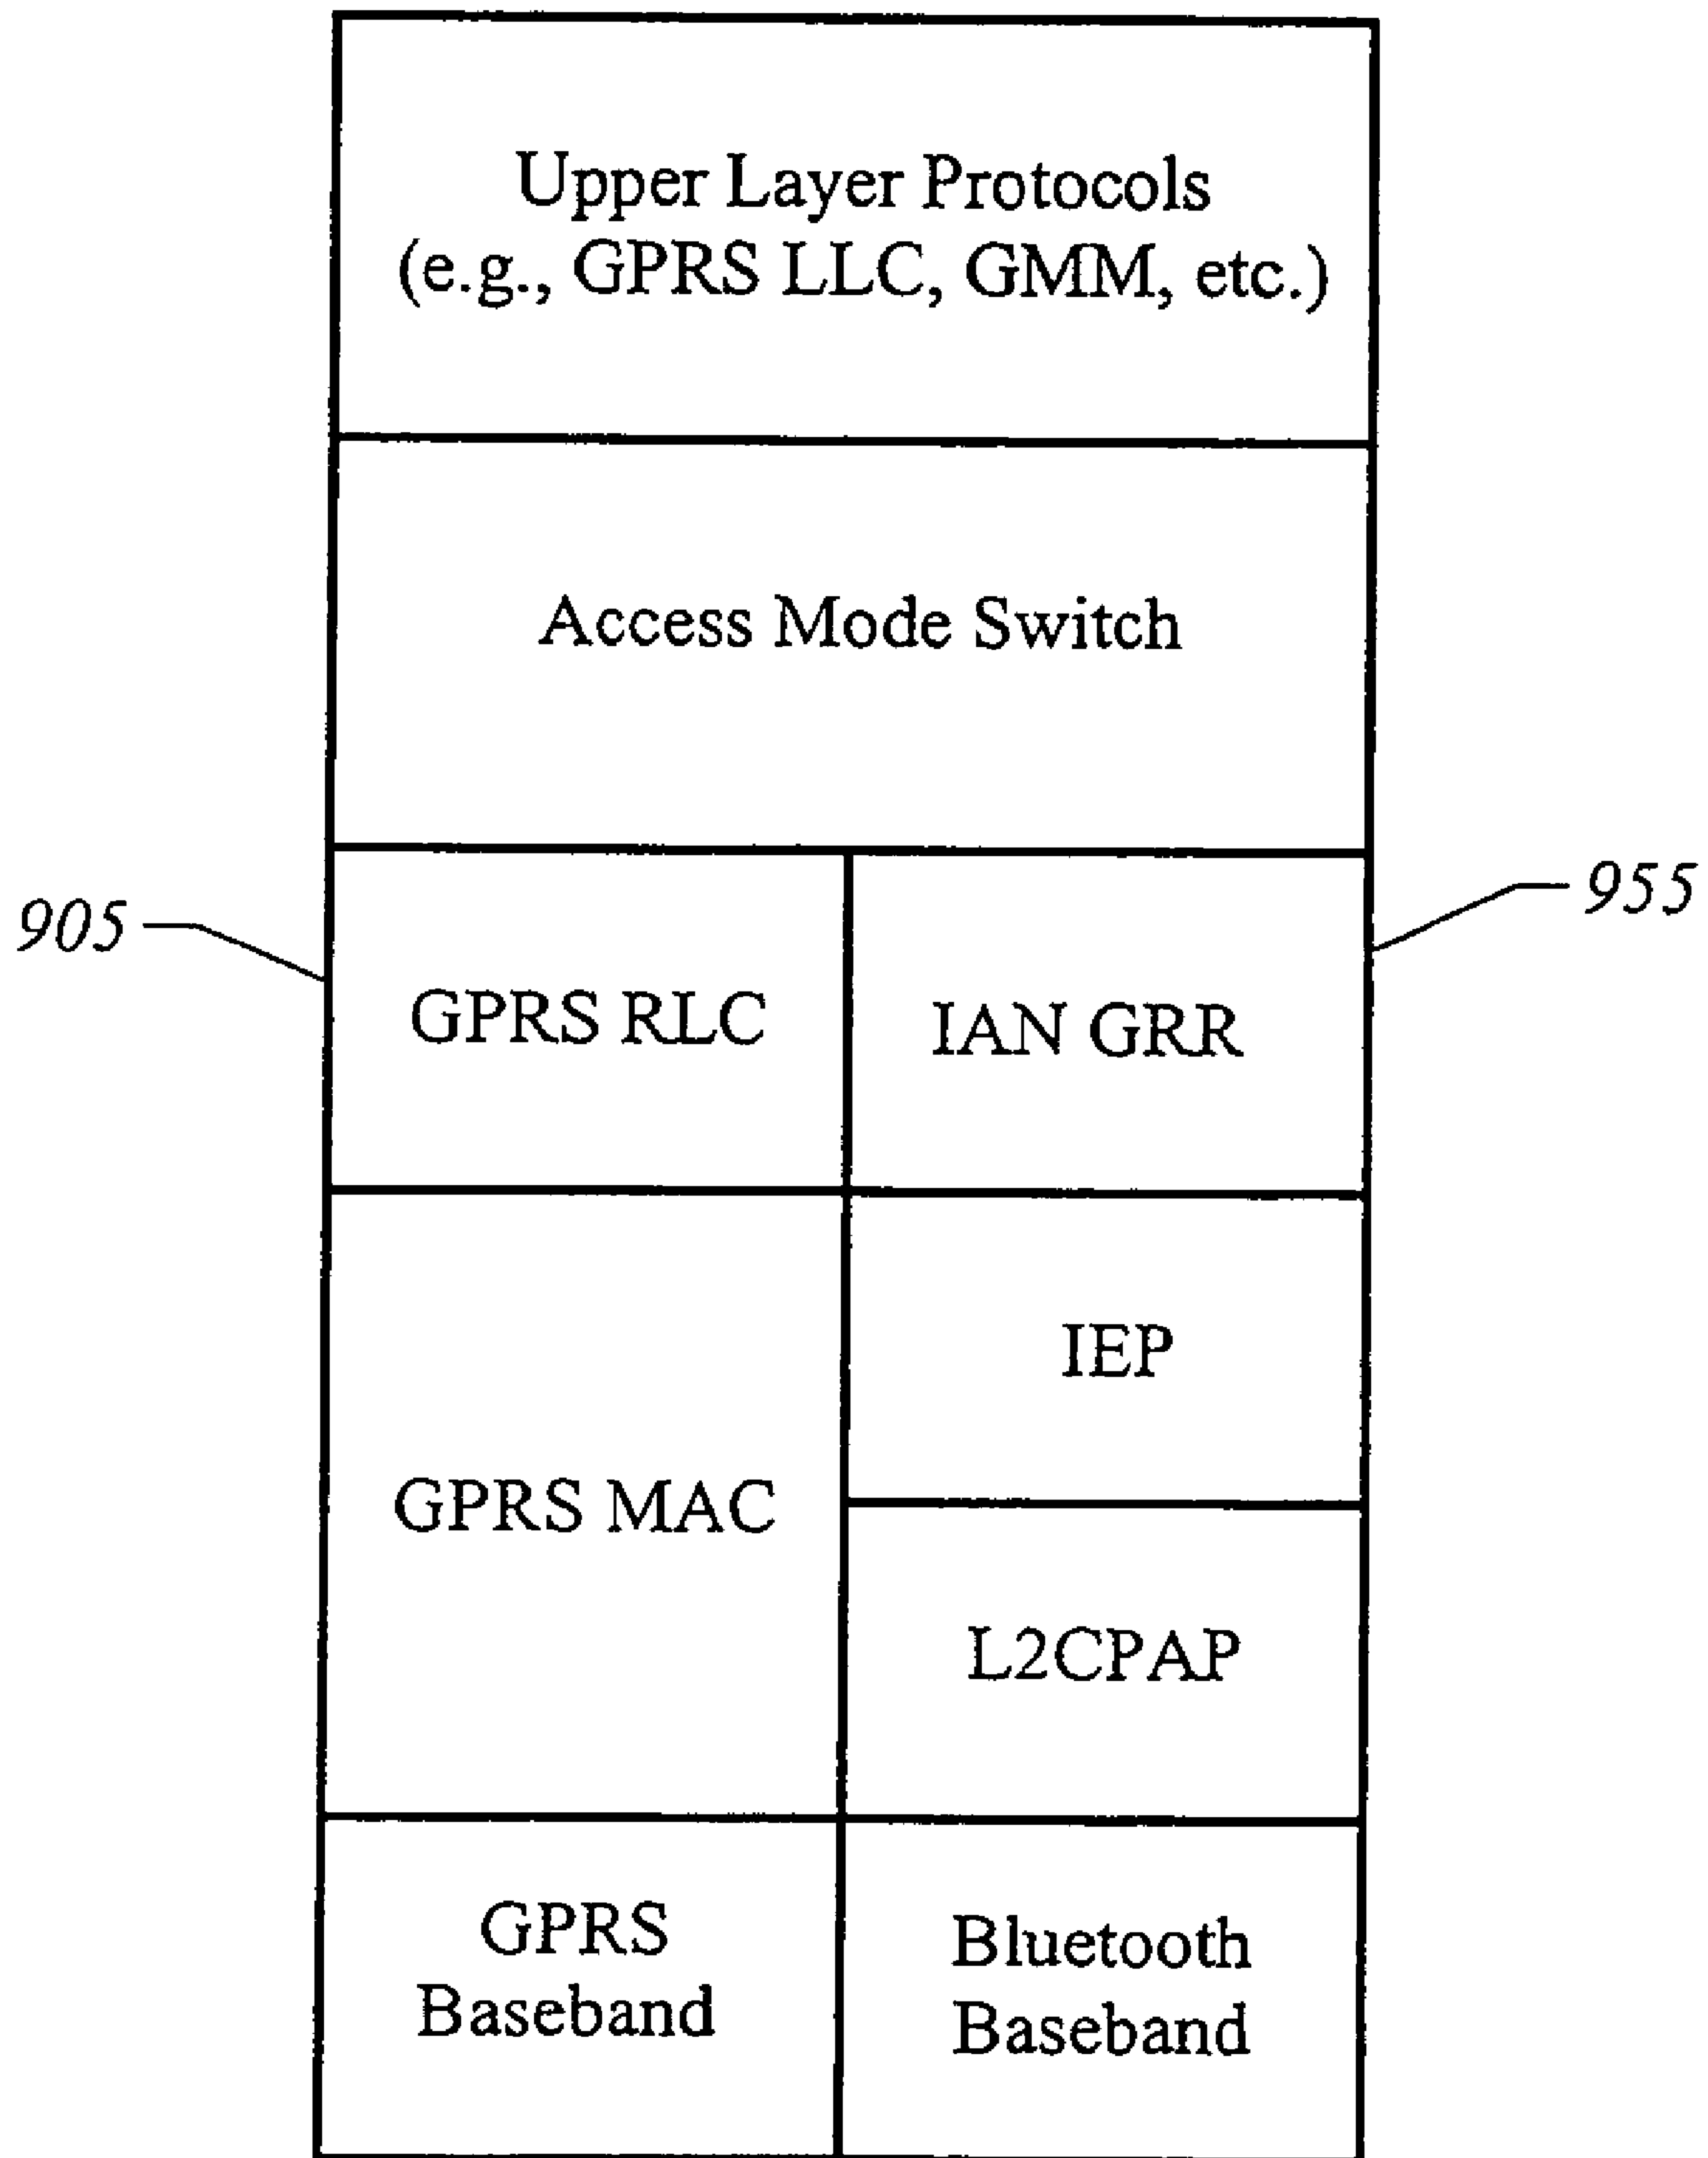 Upper Layer Protocols
(e.g., GPRS LLC, GMM, etc.)
Access Mode Switch
905
955
GPRS RLC
IAN GRR
IEP
GPRS MAC
L2CPAP
GPRS
Baseband
Bluetooth
Baseband